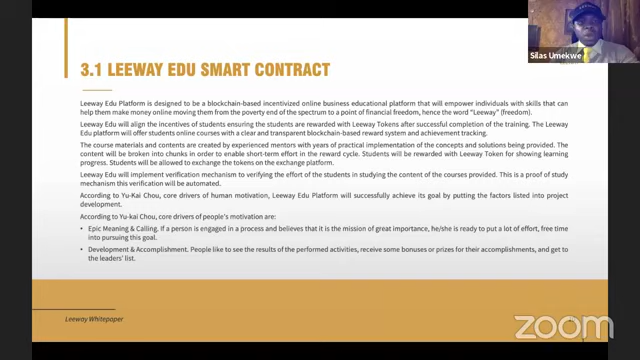 Silas Umekwe
3.1 LEEWAY EDU SMART CONTRACT
Leeway Edu Platform is designed to be a blockchain-based incentivized online business educational platform that will empower individuals with skills that can
help them make money online moving them from the poverty end of the spectrum to a point of financial freedom, hence the word "Leeway" (freedom).
Leeway Edu will align the incentives of students ensuring the students are rewarded with Leeway Tokens after successful completion of the training. The Leeway
Edu platform will offer students online courses with a clear and transparent blockchain-based reward system and achievement tracking.
The course materials and contents are created by experienced mentors with years of practical implementation of the concepts and solutions being provided. The
content will be broken into chunks in order to enable short-term effort in the reward cycle. Students will be rewarded with Leeway Token for showing learning
progress. Students will be allowed to exchange the tokens on the exchange platform.
Leeway Edu will implement verification mechanism to verifying the effort of the students in studying the content of the courses provided. This is a proof of study
mechanism this verification will be automated.
According to Yu-Kai Chou, core drivers of human motivation, Leeway Edu Platform will successfully achieve its goal by putting the factors listed into project
development.
According to Yu-kai Chou, core drivers of people's motivation are:
• Epic Meaning & Calling. If a person is engaged in a process and believes that it is the mission of great importance, he/she is ready to put a lot of effort, free time
into pursuing this goal.
• Development & Accomplishment. People like to see the results of the performed activities, receive some bonuses or prizes for their accomplishments, and get to
the leaders' list.
Leeway Whitepaper
zoom